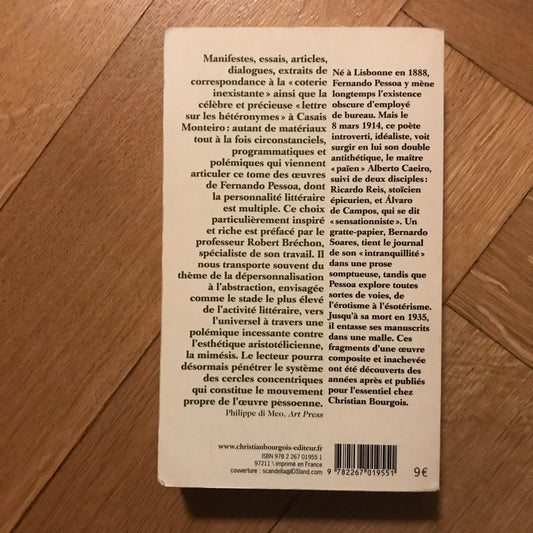 Manifestes, essais, articles,
dialogues, extraits de
correspondance à la « coterie
inexistante » ainsi que la
célèbre et précieuse « lettre
sur les hétéronymes » à Casais
Monteiro : autant de matériaux
tout à la fois circonstanciels,
programmatiques et
polémiques qui viennent
articuler ce tome des œuvres
de Fernando Pessoa, dont
la personnalité littéraire
est multiple. Ce choix
particulièrement inspiré
et riche est préfacé par le
professeur Robert Bréchon,
spécialiste de son travail. Il
nous transporte souvent du
thème de la dépersonnalisation
à l'abstraction, envisagée
comme le stade le plus élevé
de l'activité littéraire, vers
l'universel à travers une
polémique incessante contre
l'esthétique aristotélicienne,
la mimésis. Le lecteur pourra
désormais pénétrer le système
des cercles concentriques
qui constitue le mouvement
propre de l'œuvre pessoenne.
Philippe di Meo, Art Press
Né à Lisbonne en 1888,
Fernando Pessoa y mène
longtemps l'existence
obscure d'employé
de bureau. Mais le
8 mars 1914, ce poète
introverti, idéaliste, voit
surgir en lui son double
antithétique, le maître
« païen » Alberto Caeiro,
suivi de deux disciples :
Ricardo Reis, stoïcien
épicurien, et Álvaro
de Campos, qui se dit
« sensationniste ». Un
gratte-papier, Bernardo
Soares, tient le journal
de son « intranquillité »
dans une prose
somptueuse, tandis que
Pessoa explore toutes
sortes de voies, de
l'érotisme à l'ésotérisme.
Jusqu'à sa mort en 1935,
il entasse ses manuscrits
dans une malle. Ces
fragments d'une œuvre
composite et inachevée
ont été découverts des
années après et publiés
pour l'essentiel chez
Christian Bourgois.
www.christianbourgois-editeur.fr
ISBN 978 2 267 01955 1
97211 \ imprimé en France
couverture : scandella@IDSland.com
9 782267 019551
9 €